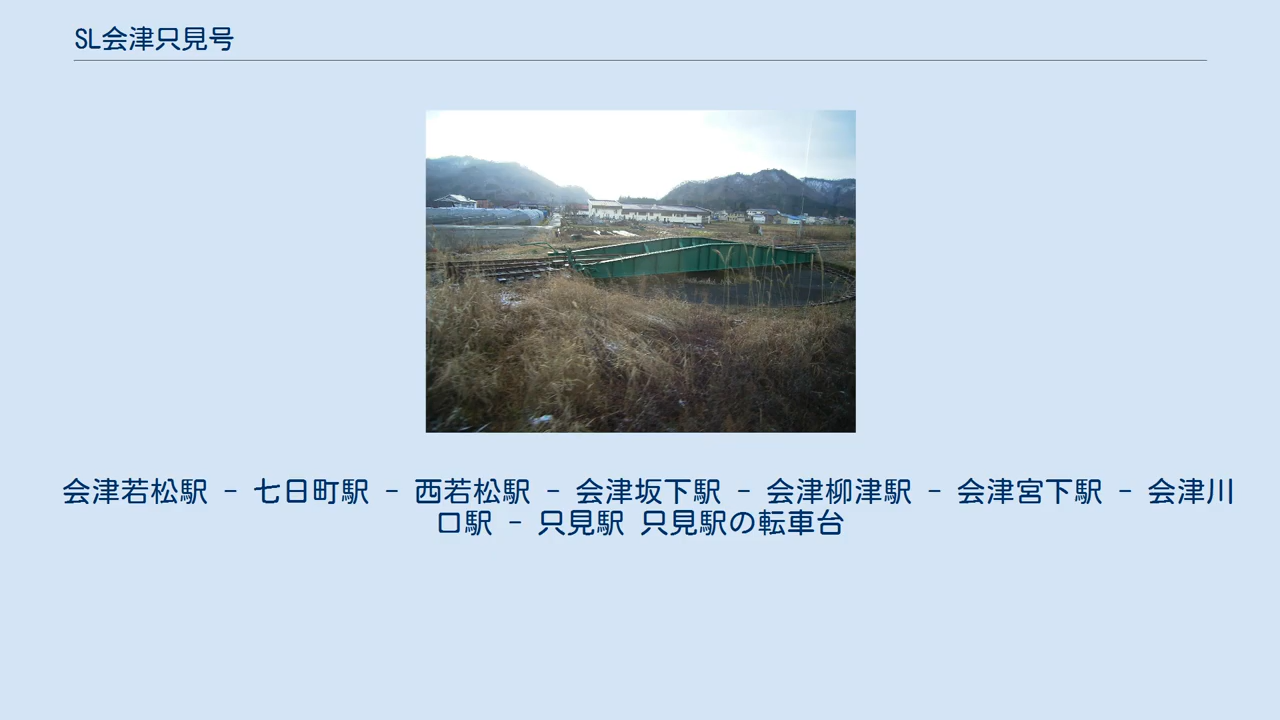 SL会津只見号
会津若松駅 - 七日町駅 - 西若松駅 - 会津坂下駅 - 会津柳津駅 - 会津宮下駅 - 会津川
口駅 - 只見駅 只見駅の転車台